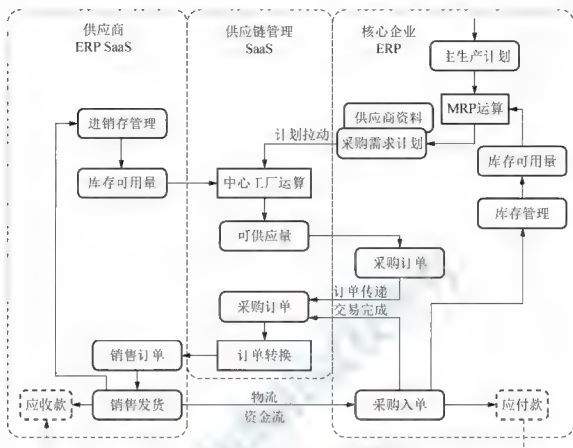 供应商
ERP SaaS
供应链管理
SaaS
核心企业
ERP
主生产计划
MRP运算
供应商资料
采购需求计划
计划拉动
进销存管理
库存可用量
中心工厂运算
库存可用量
库存管理
可供应量
采购订单
订单传递
采购订单
交易完成
销售订单
订单转换
应收款
销售发货
物流
资金流
采购入单
应付款